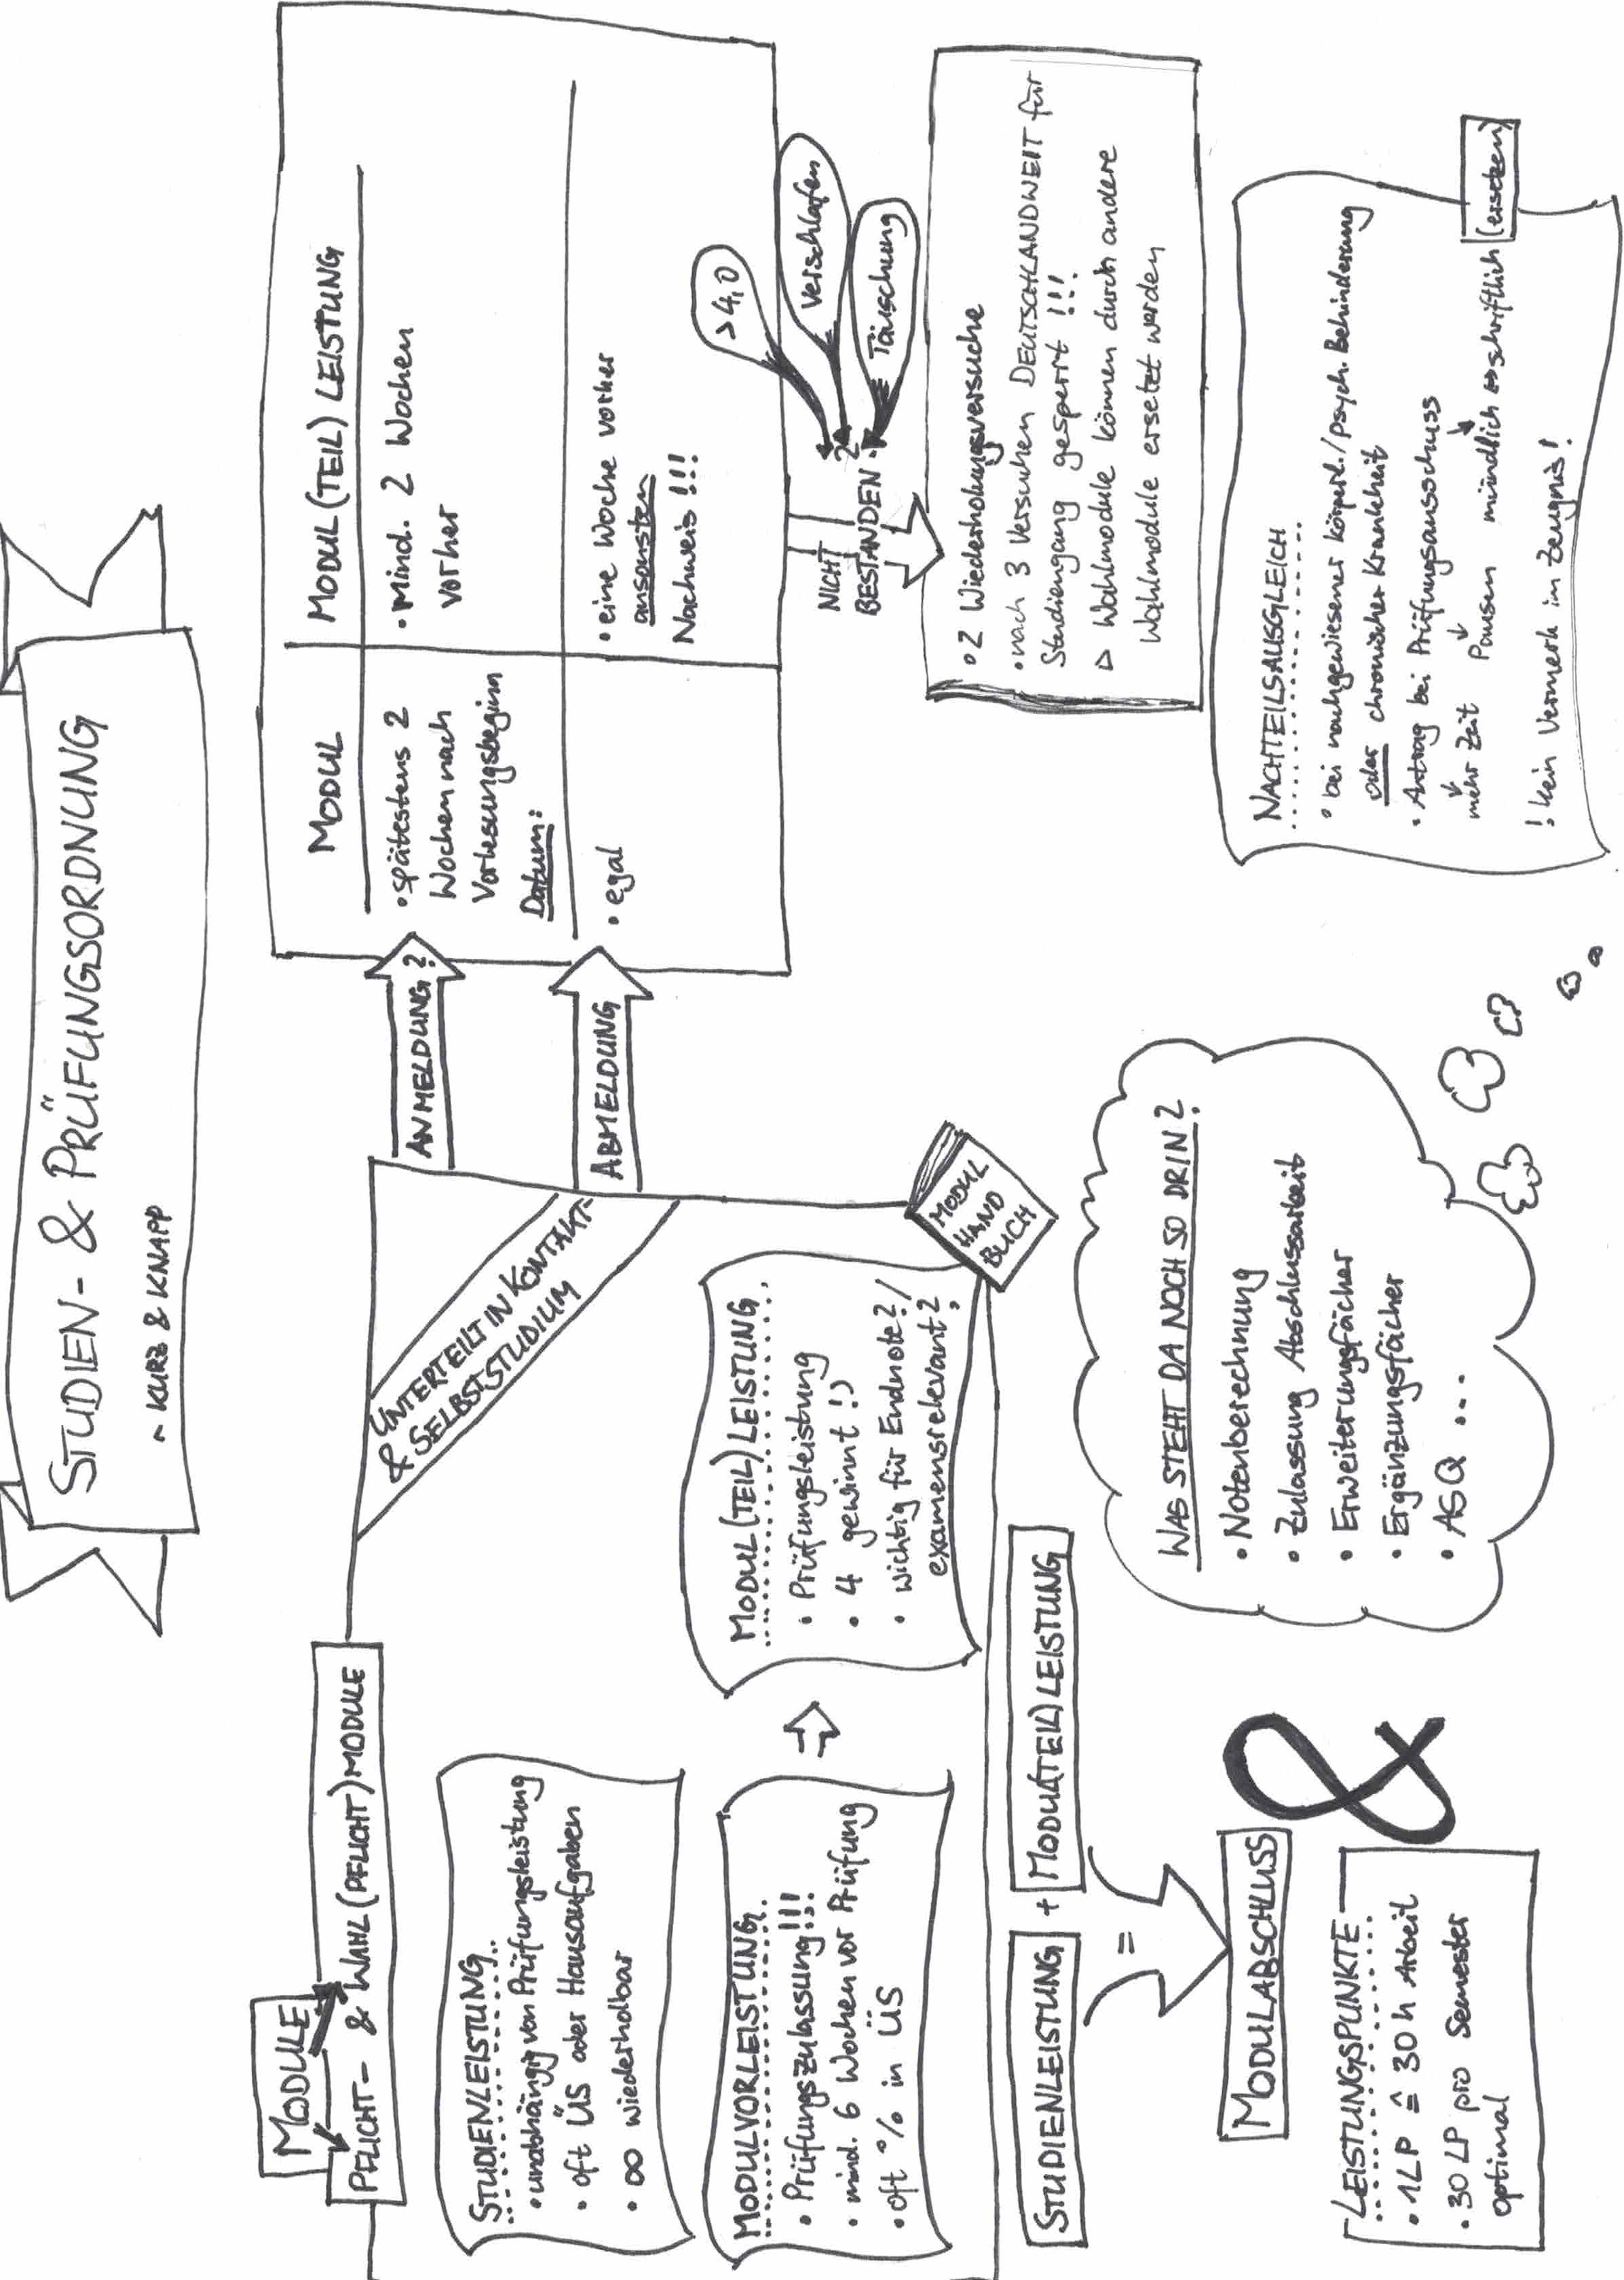 STUDIEN- & PRÜFUNGSORDNUNG
~ KURZ & KNAPP
MODULE
PFLICHT- & WAHL(PFLICHT)MODULE
UNTERTEILT IN KONTAKT-
& SELBSTSTUDIUM
STUDIENLEISTUNG
• unabhängig von Prüfungsleistung
• oft ÜS oder Hausaufgaben
• ∞ wiederholbar
MODULVORLEISTUNG
• Prüfungszulassung!!!
• mind. 6 Wochen vor Prüfung
• oft % in ÜS
MODUL(TEIL)LEISTUNG
• Prüfungsleistung
• 4 gewinnt !)
• wichtig für Endnote?/
examensrelevant?
MODUL
HAND
BUCH
ANMELDUNG?
ABMELDUNG
MODUL
MODUL(TEIL)LEISTUNG
• spätestens 2
Wochen nach
Vorlesungsbeginn
Datum:
• Mind. 2 Wochen
vorher
• egal
• eine Woche vorher
ansonsten
Nachweis!!!
NICHT
BESTANDEN
?
>4,0
Verschlafen
Täuschung
• 2 Wiederholungsversuche
• nach 3 Versuchen DEUTSCHLANDWEIT für
Studiengang gesperrt !!!
▷ Wahlmodule können durch andere
Wahlmodule ersetzt werden
STUDIENLEISTUNG + MODUL(TEIL)LEISTUNG
=
MODULABSCHLUSS
&
LEISTUNGSPUNKTE
• 1LP ≙ 30 h Arbeit
• 30 LP pro Semester
optimal
WAS STEHT DA NOCH SO DRIN?
• Notenberechnung
• Zulassung Abschlussarbeit
• Erweiterungsfächer
• Ergänzungsfächer
• ASQ ...
NACHTEILSAUSGLEICH
• bei nachgewiesener körperl./psych. Behinderung
oder chronischer Krankheit
• Antrag bei Prüfungsausschuss
mehr Zeit Pausen mündlich ↔ schriftlich (ersetzen)
! kein Vermerk im Zeugnis!